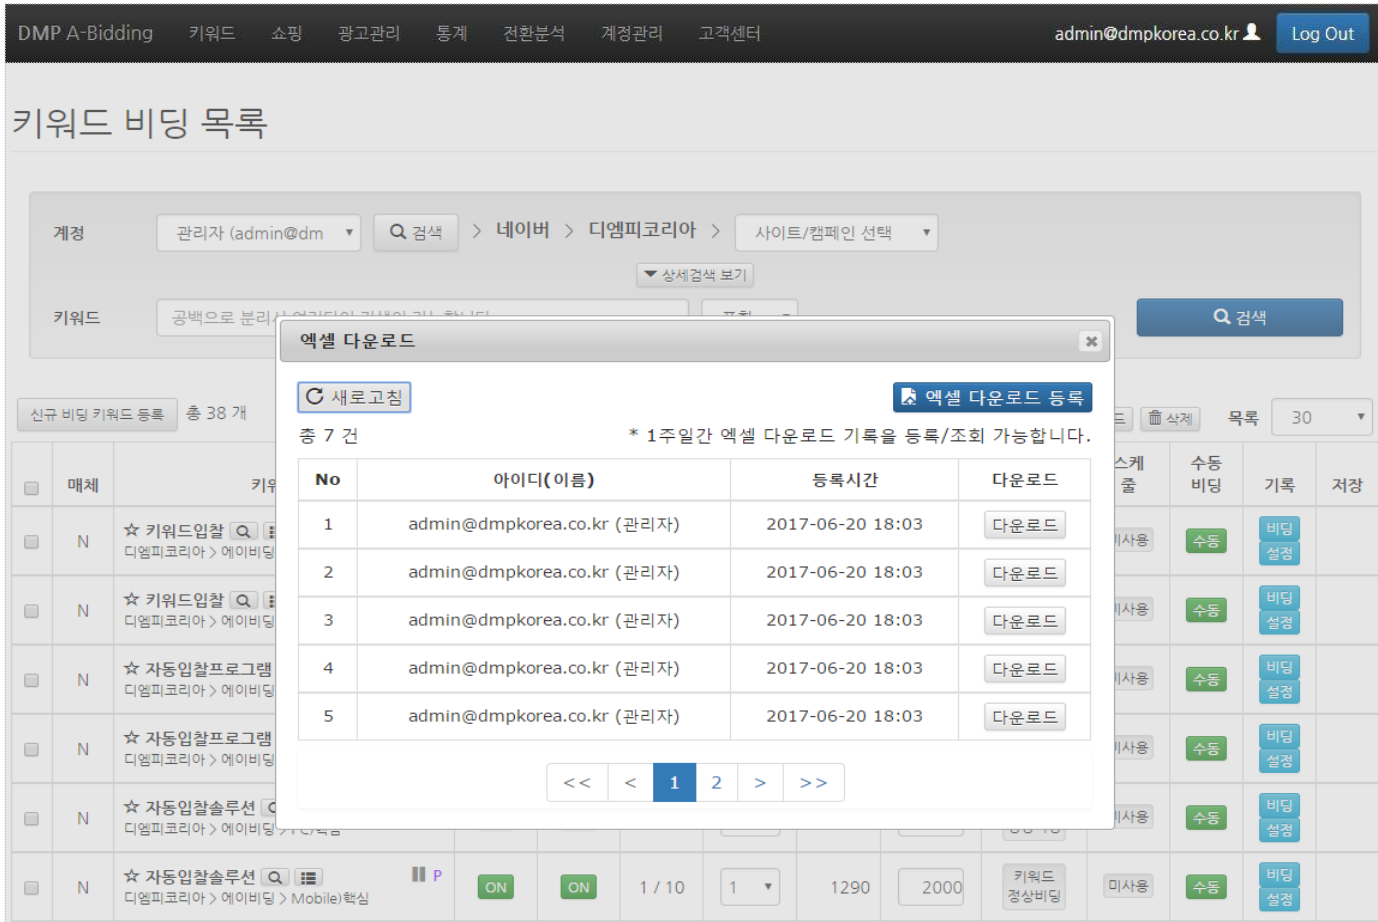 DMP A-Bidding 키워드 쇼핑 광고관리 통계 전환분석 계정관리 고객센터 admin@dmpkorea.co.kr Log Out
키워드 비딩 목록
계정 관리자 (admin@dm 검색 > 네이버 > 디엠피코리아 > 사이트/캠페인 선택
상세검색 보기
키워드 공백으로 분리 검색
엑셀 다운로드
새로고침 엑셀 다운로드 등록
신규 비딩 키워드 등록 총 38 개 삭제 목록 30
총 7 건 * 1주일간 엑셀 다운로드 기록을 등록/조회 가능합니다.
매체 스케줄 수동비딩 기록 저장
No 아이디(이름) 등록시간 다운로드
1 admin@dmpkorea.co.kr (관리자) 2017-06-20 18:03 다운로드
2 admin@dmpkorea.co.kr (관리자) 2017-06-20 18:03 다운로드
3 admin@dmpkorea.co.kr (관리자) 2017-06-20 18:03 다운로드
4 admin@dmpkorea.co.kr (관리자) 2017-06-20 18:03 다운로드
5 admin@dmpkorea.co.kr (관리자) 2017-06-20 18:03 다운로드
<< < 1 2 > >>
N ☆ 키워드입찰 수동 비딩
디엠피코리아 > 에이비딩 설정
N ☆ 키워드입찰 수동 비딩
디엠피코리아 > 에이비딩 설정
N ☆ 자동입찰프로그램 수동 비딩
디엠피코리아 > 에이비딩 설정
N ☆ 자동입찰프로그램 수동 비딩
디엠피코리아 > 에이비딩 설정
N ☆ 자동입찰솔루션 수동 비딩
디엠피코리아 > 에이비딩 설정
N ☆ 자동입찰솔루션 P ON ON 1 / 10 1 1290 2000 키워드 미사용 수동 비딩
디엠피코리아 > 에이비딩 > Mobile)핵심 정상비딩 설정